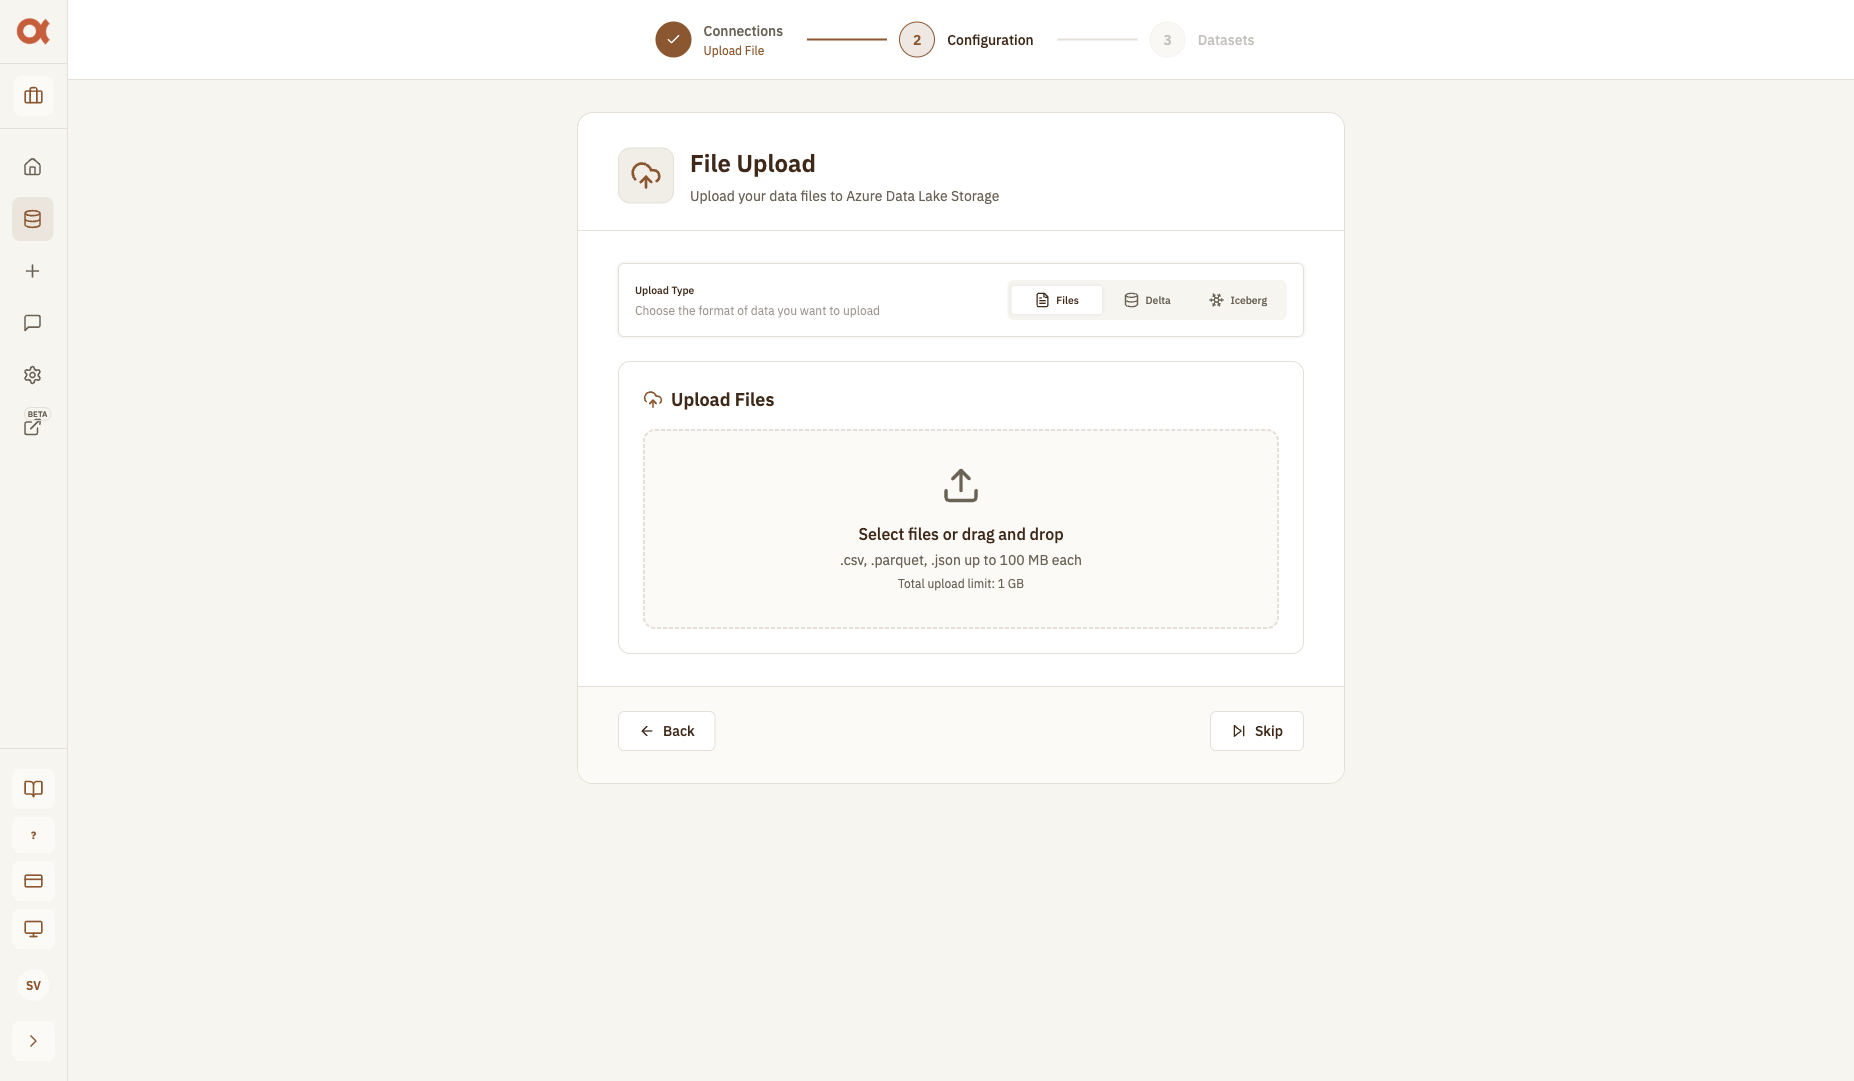 Connections
Upload File
2
Configuration
3
Datasets
File Upload
Upload your data files to Azure Data Lake Storage
Upload Type
Choose the format of data you want to upload
Files
Delta
Iceberg
Upload Files
Select files or drag and drop
.csv, .parquet, .json up to 100 MB each
Total upload limit: 1 GB
Back
Skip
BETA
?
SV